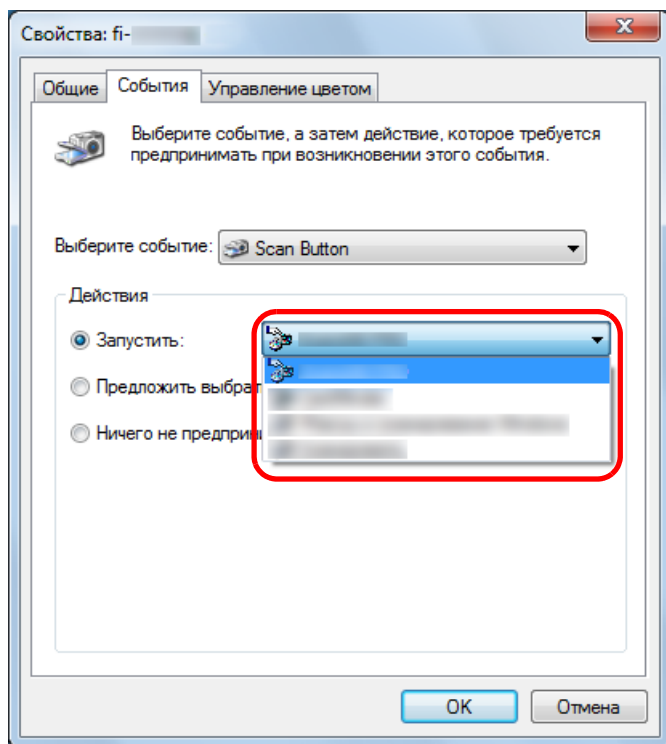 Свойства: fi-
Общие События Управление цветом
Выберите событие, а затем действие, которое требуется
предпринимать при возникновении этого события.
Выберите событие: Scan Button
Действия
Запустить:
Предложить выбрат
Ничего не предприни
OK Отмена